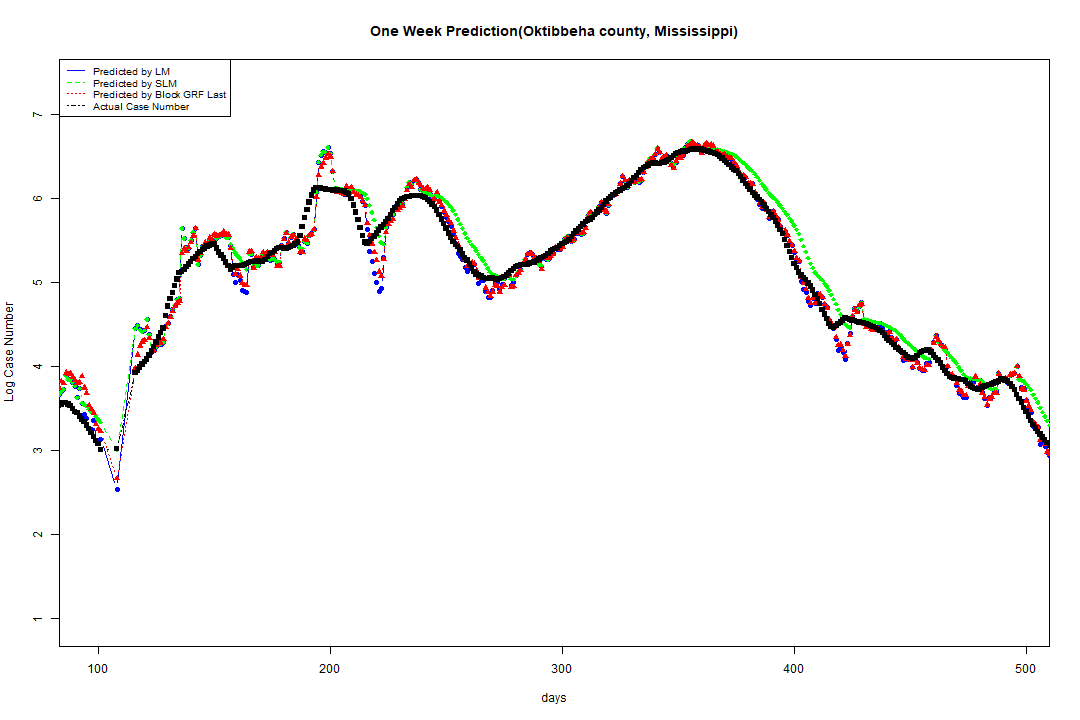 One Week Prediction(Oktibbeha county, Mississippi)
Predicted by LM
Predicted by SLM
Predicted by Block GRF Last
Actual Case Number
Log Case Number
7
6
5
4
3
2
1
100 200 300 400 500
days